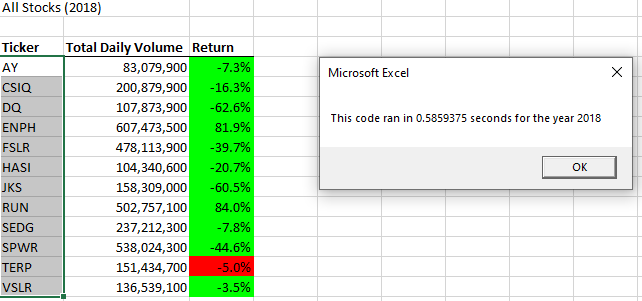 All Stocks (2018)
Ticker Total Daily Volume Return
AY 83,079,900 -7.3%
CSIQ 200,879,900 -16.3%
DQ 107,873,900 -62.6%
ENPH 607,473,500 81.9%
FSLR 478,113,900 -39.7%
HASI 104,340,600 -20.7%
JKS 158,309,000 -60.5%
RUN 502,757,100 84.0%
SEDG 237,212,300 -7.8%
SPWR 538,024,300 -44.6%
TERP 151,434,700 -5.0%
VSLR 136,539,100 -3.5%
Microsoft Excel
This code ran in 0.5859375 seconds for the year 2018
OK